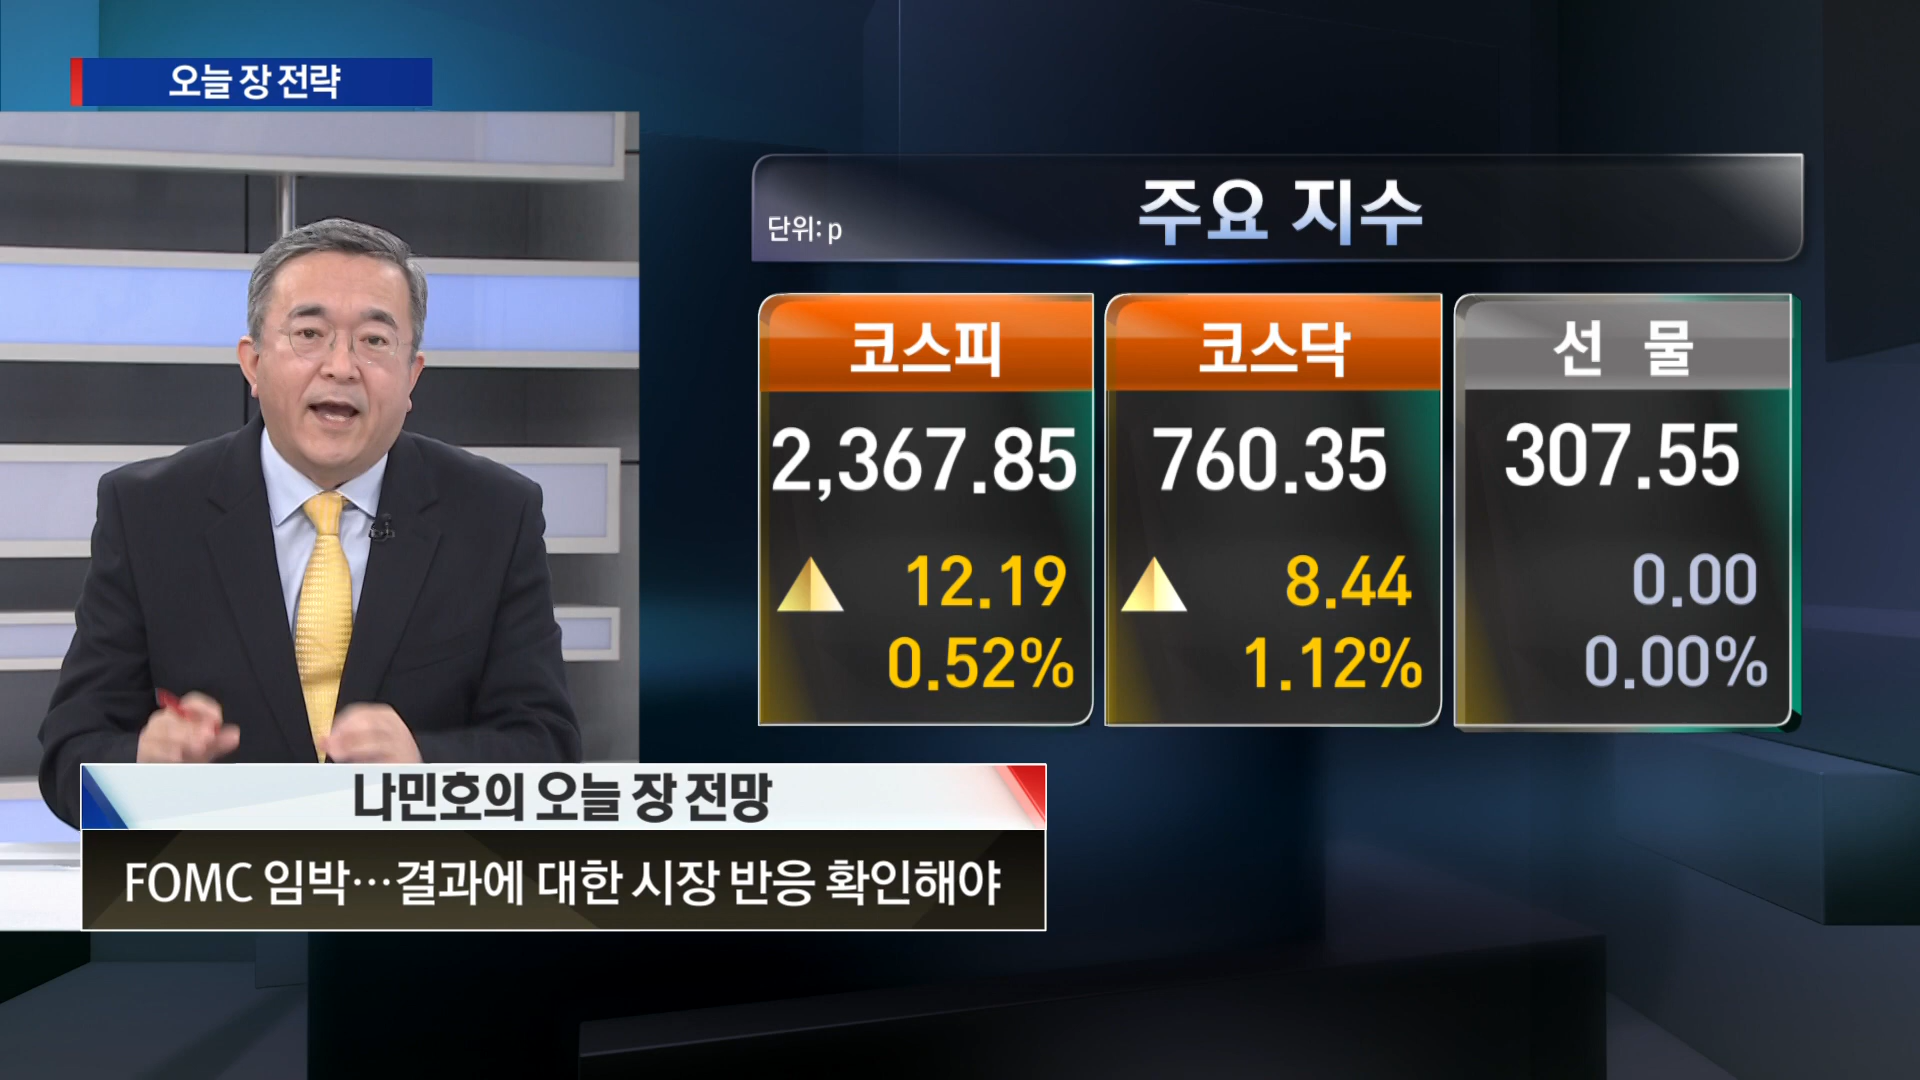 오늘 장 전략
주요 지수
단위: p
코스피
2,367.85
▲ 12.19
0.52%
코스닥
760.35
▲ 8.44
1.12%
선 물
307.55
0.00
0.00%
나민호의 오늘 장 전망
FOMC 임박…결과에 대한 시장 반응 확인해야